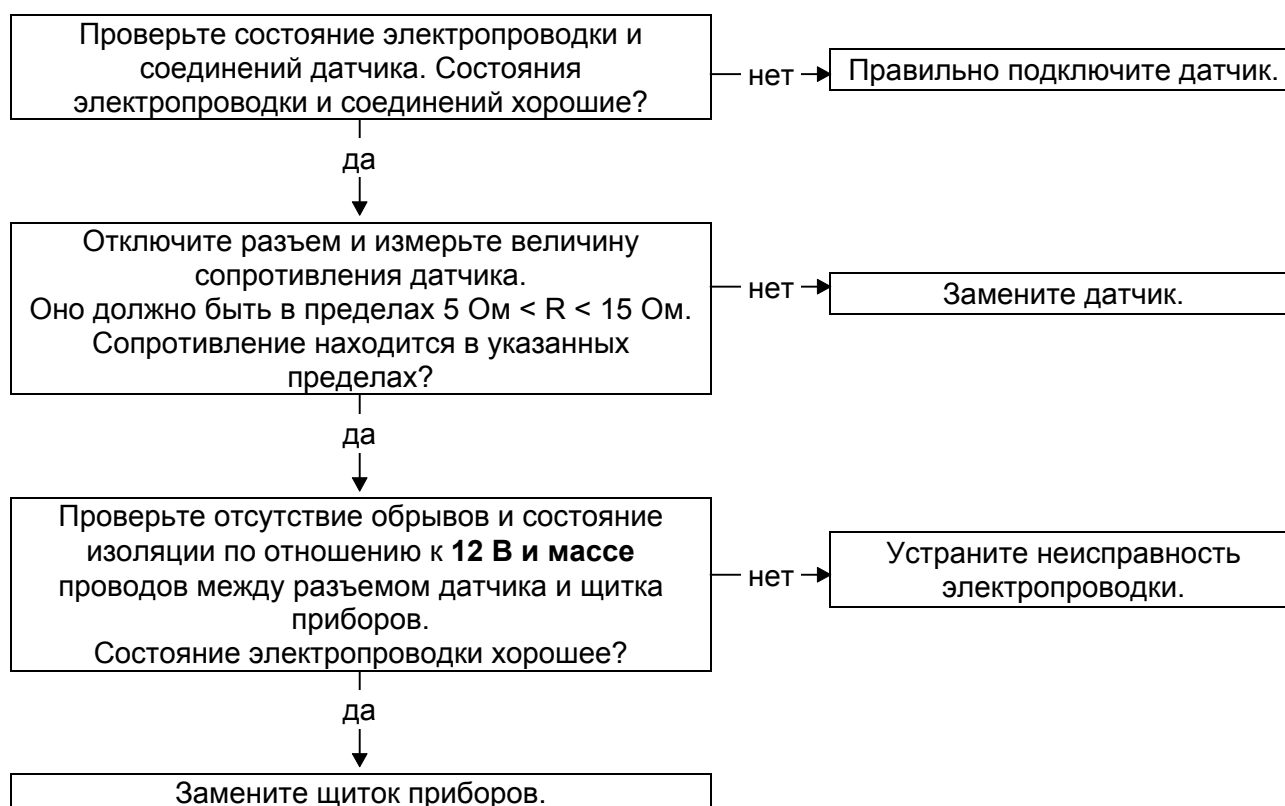 Проверьте состояние электропроводки и
соединений датчика. Состояния
электропроводки и соединений хорошие?
нет
Правильно подключите датчик.
да
Отключите разъем и измерьте величину
сопротивления датчика.
Оно должно быть в пределах 5 Ом < R < 15 Ом.
Сопротивление находится в указанных
пределах?
нет
Замените датчик.
да
Проверьте отсутствие обрывов и состояние
изоляции по отношению к 12 В и массе
проводов между разъемом датчика и щитка
приборов.
Состояние электропроводки хорошее?
нет
Устраните неисправность
электропроводки.
да
Замените щиток приборов.